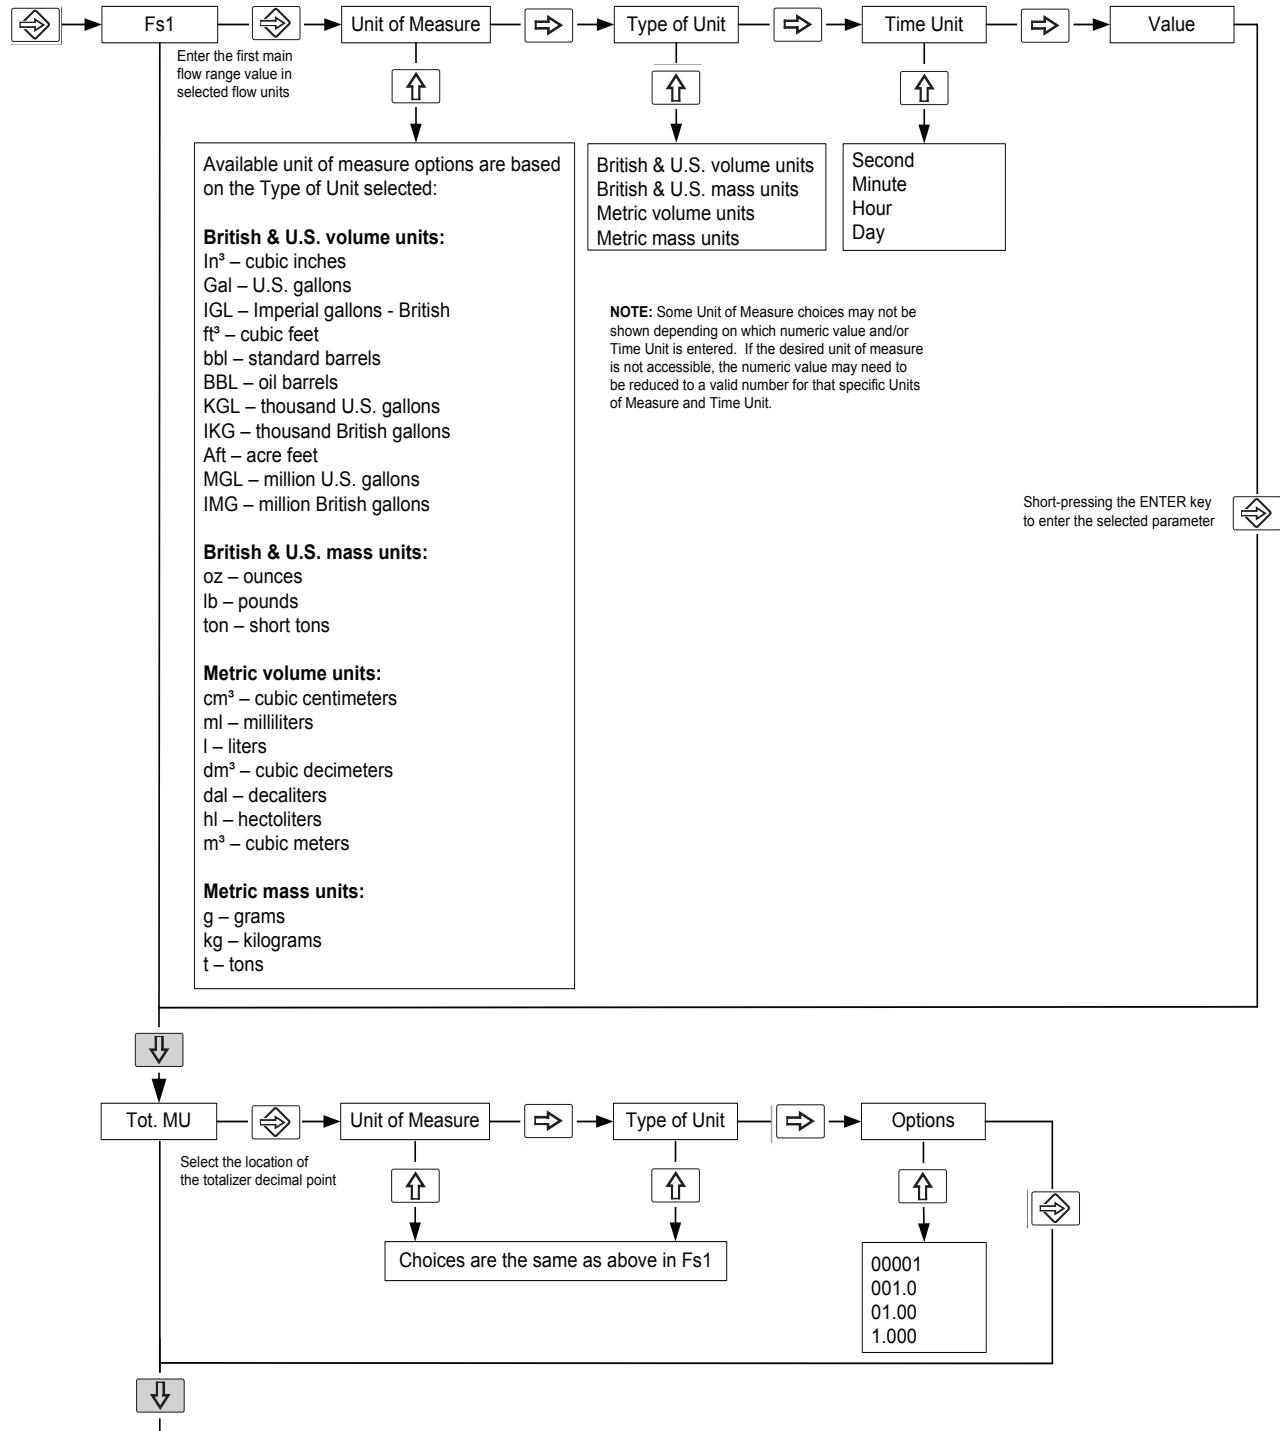 Fs1
Unit of Measure
Type of Unit
Time Unit
Value
Enter the first main
flow range value in
selected flow units
Available unit of measure options are based
on the Type of Unit selected:
British & U.S. volume units:
In³ – cubic inches
Gal – U.S. gallons
IGL – Imperial gallons - British
ft³ – cubic feet
bbl – standard barrels
BBL – oil barrels
KGL – thousand U.S. gallons
IKG – thousand British gallons
Aft – acre feet
MGL – million U.S. gallons
IMG – million British gallons
British & U.S. mass units:
oz – ounces
lb – pounds
ton – short tons
Metric volume units:
cm³ – cubic centimeters
ml – milliliters
l – liters
dm³ – cubic decimeters
dal – decaliters
hl – hectoliters
m³ – cubic meters
Metric mass units:
g – grams
kg – kilograms
t – tons
British & U.S. volume units
British & U.S. mass units
Metric volume units
Metric mass units
Second
Minute
Hour
Day
NOTE: Some Unit of Measure choices may not be
shown depending on which numeric value and/or
Time Unit is entered. If the desired unit of measure
is not accessible, the numeric value may need to
be reduced to a valid number for that specific Units
of Measure and Time Unit.
Short-pressing the ENTER key
to enter the selected parameter
Tot. MU
Unit of Measure
Type of Unit
Options
Select the location of
the totalizer decimal point
Choices are the same as above in Fs1
00001
001.0
01.00
1.000